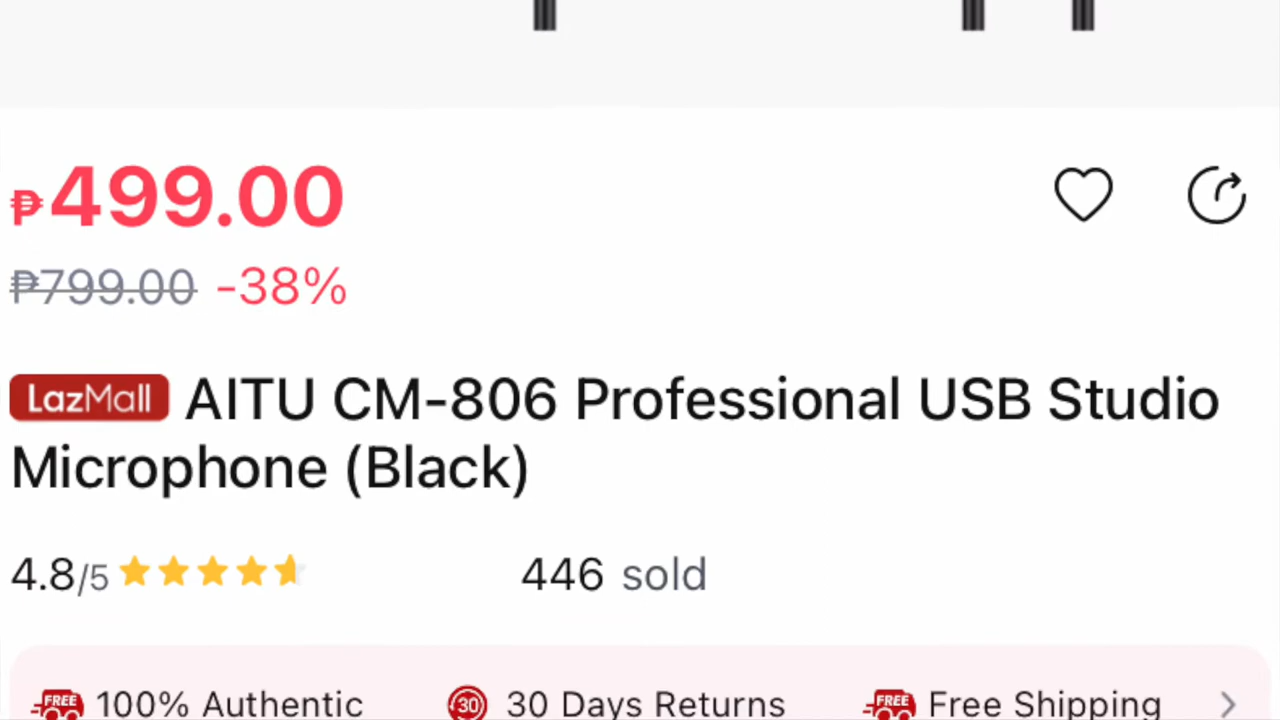 ₱499.00
₱799.00 -38%
LazMall AITU CM-806 Professional USB Studio
Microphone (Black)
4.8/5 446 sold
FREE 100% Authentic 30 30 Days Returns FREE Free Shipping